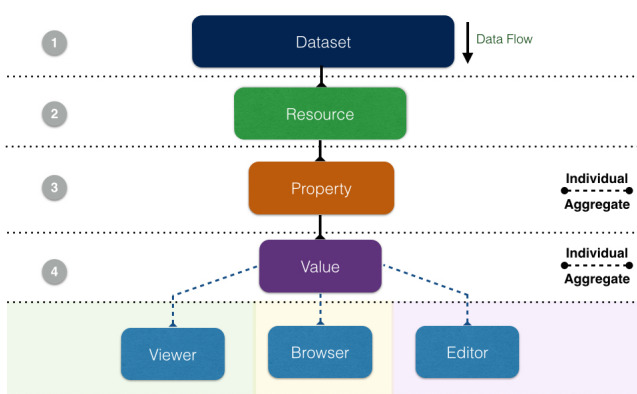 1
Dataset
Data Flow
2
Resource
3
Property
Individual
Aggregate
4
Value
Individual
Aggregate
Viewer
Browser
Editor